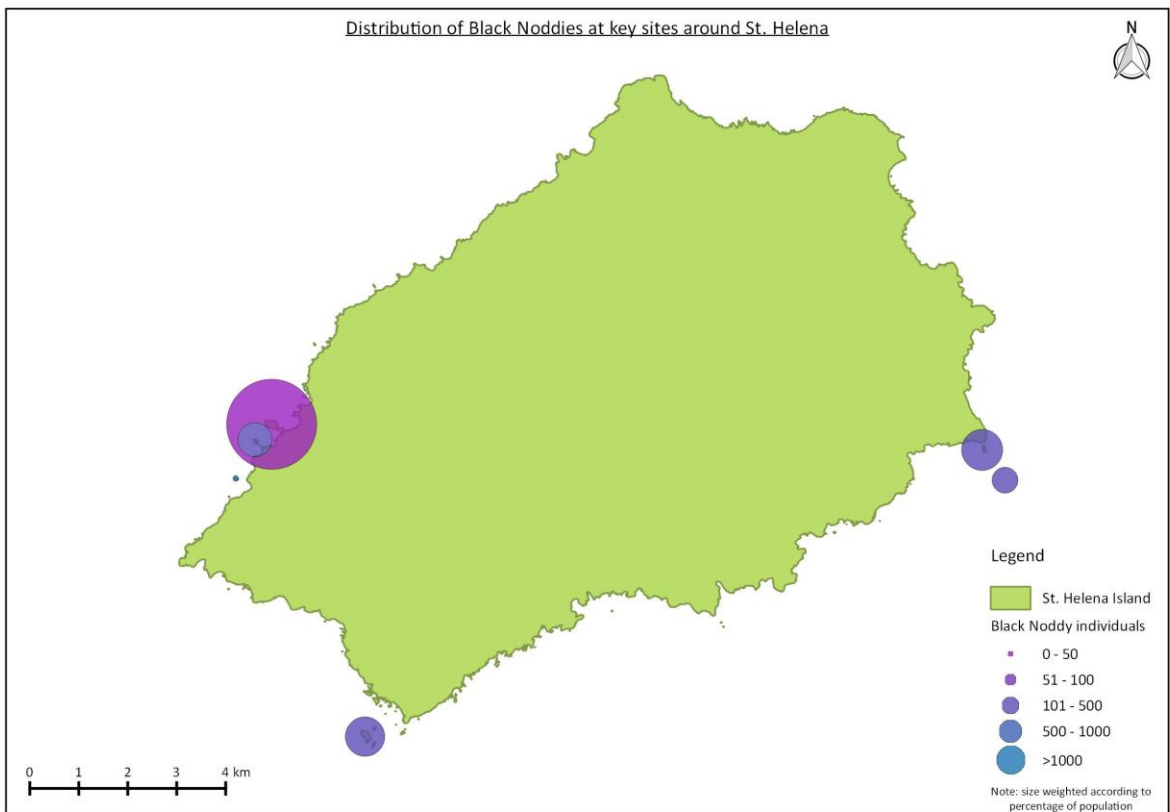 Distribution of Black Noddies at key sites around St. Helena
N
Legend
St. Helena Island
Black Noddy individuals
0 - 50
51 - 100
101 - 500
500 - 1000
>1000
Note: size weighted according to
percentage of population
0 1 2 3 4 km